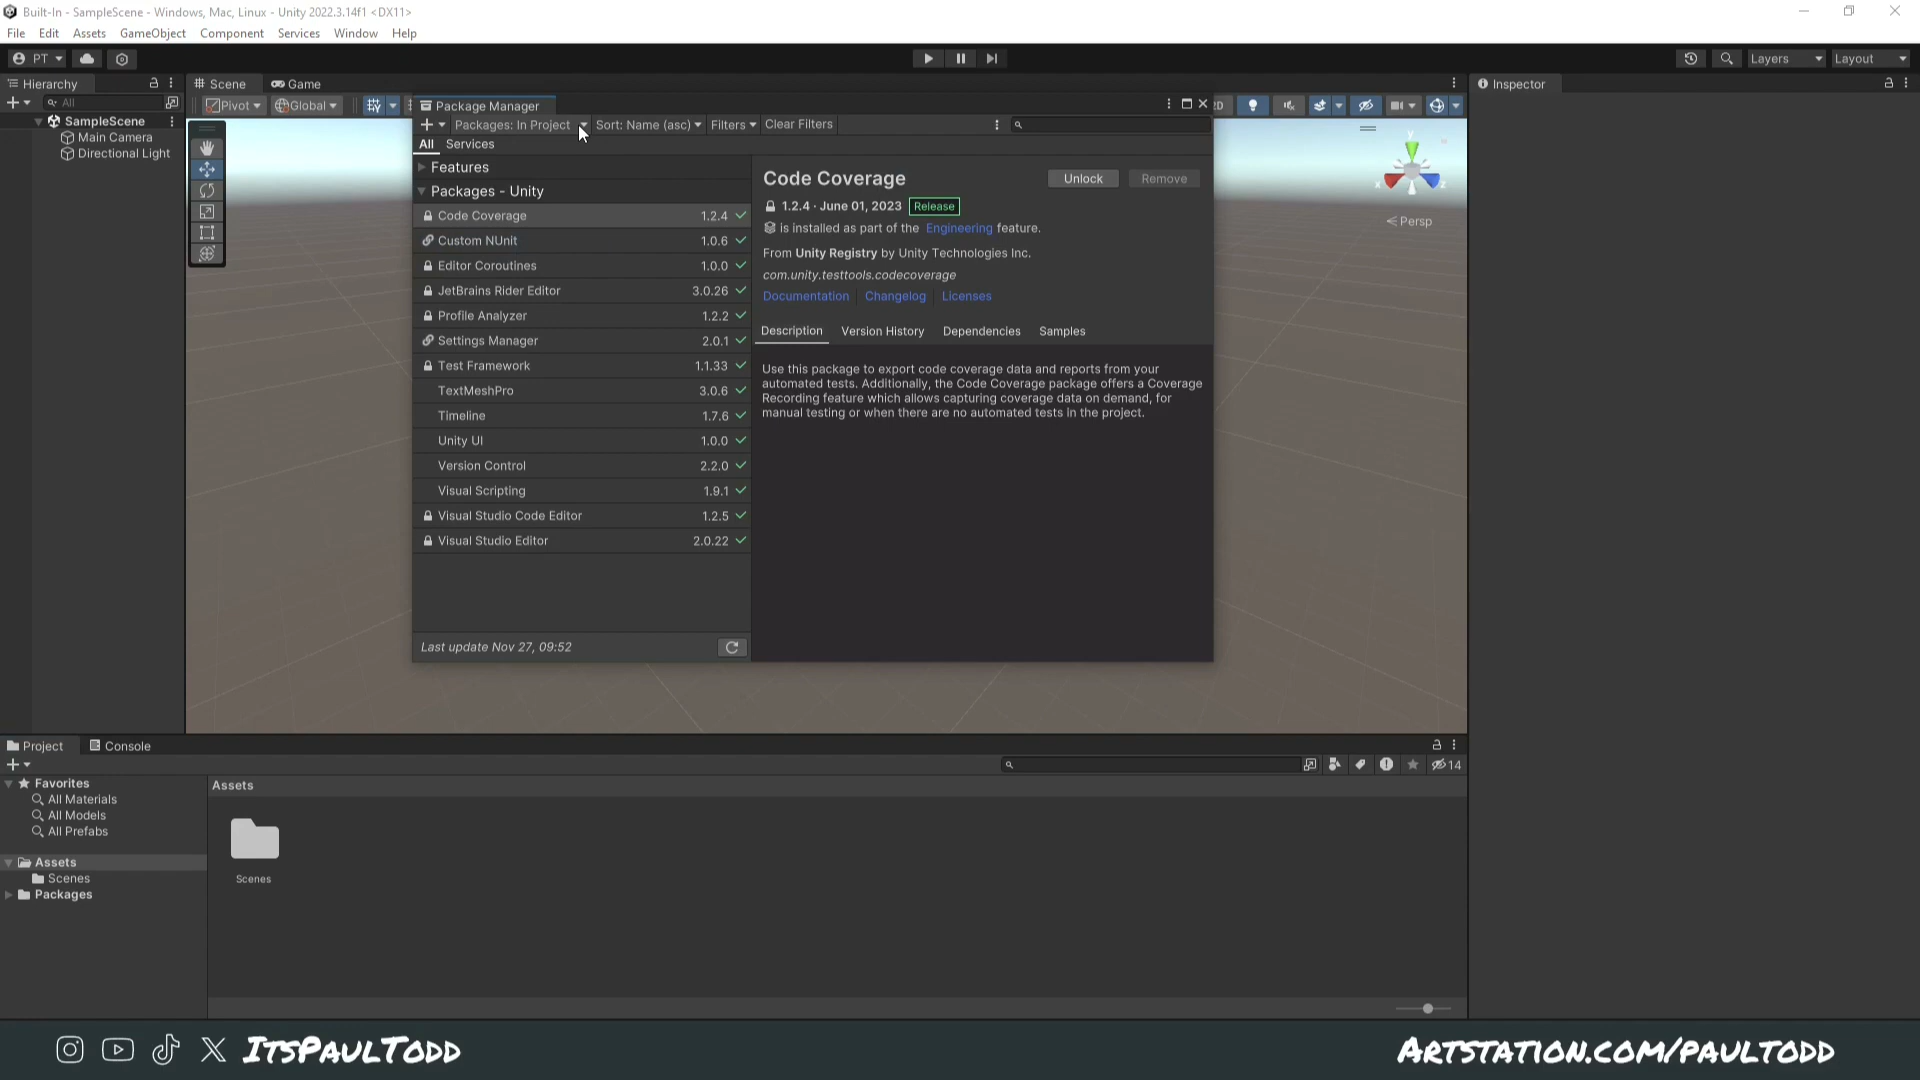 Built-In - SampleScene - Windows, Mac, Linux - Unity 2022.3.14f1 <DX11>
File Edit Assets GameObject Component Services Window Help
PT Layers Layout
Hierarchy
All
SampleScene
Main Camera
Directional Light
Scene Game
Pivot Global
Package Manager
Packages: In Project Sort: Name (asc) Filters Clear Filters
All Services
Features
Packages - Unity
Code Coverage 1.2.4
Custom NUnit 1.0.6
Editor Coroutines 1.0.0
JetBrains Rider Editor 3.0.26
Profile Analyzer 1.2.2
Settings Manager 2.0.1
Test Framework 1.1.33
TextMeshPro 3.0.6
Timeline 1.7.6
Unity UI 1.0.0
Version Control 2.2.0
Visual Scripting 1.9.1
Visual Studio Code Editor 1.2.5
Visual Studio Editor 2.0.22
Last update Nov 27, 09:52
Code Coverage Unlock Remove
1.2.4 · June 01, 2023 Release
is installed as part of the Engineering feature.
From Unity Registry by Unity Technologies Inc.
com.unity.testtools.codecoverage
Documentation Changelog Licenses
Description Version History Dependencies Samples
Use this package to export code coverage data and reports from your
automated tests. Additionally, the Code Coverage package offers a Coverage
Recording feature which allows capturing coverage data on demand, for
manual testing or when there are no automated tests in the project.
y
x z
Persp
Inspector
Project Console
14
Favorites
All Materials
All Models
All Prefabs
Assets
Scenes
Packages
Assets
Scenes
ItsPaulTodd
Artstation.com/paultodd